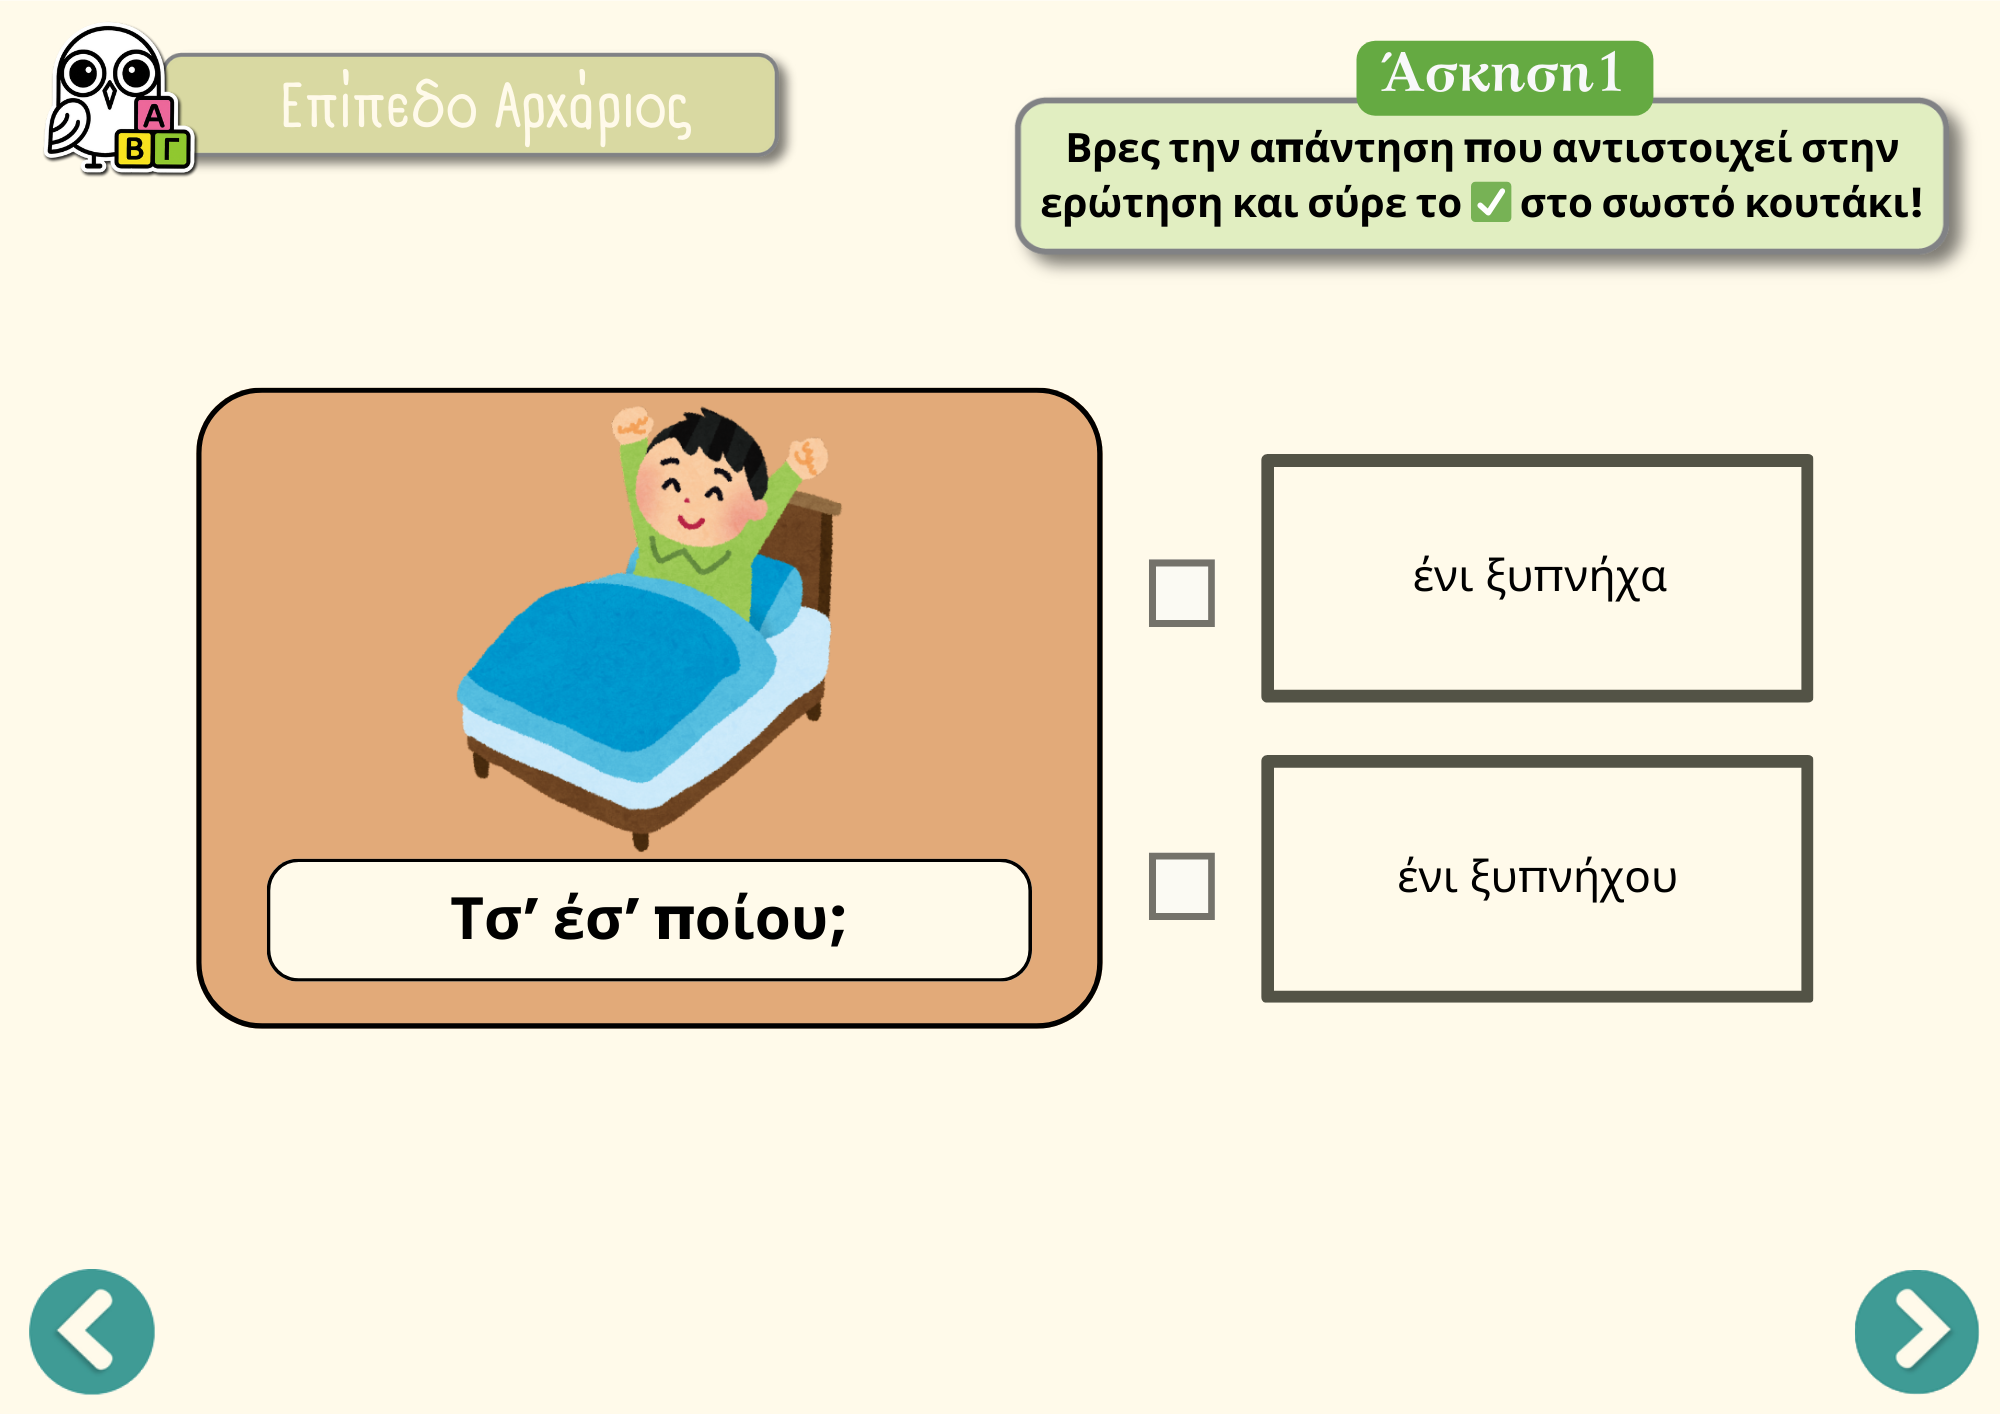 Α
Β Γ
Επίπεδο Αρχάριος
Άσκηση 1
Βρες την απάντηση που αντιστοιχεί στην
ερώτηση και σύρε το ✅ στο σωστό κουτάκι!
Τσ’ έσ’ ποίου;
ένι ξυπνήχα
ένι ξυπνήχου